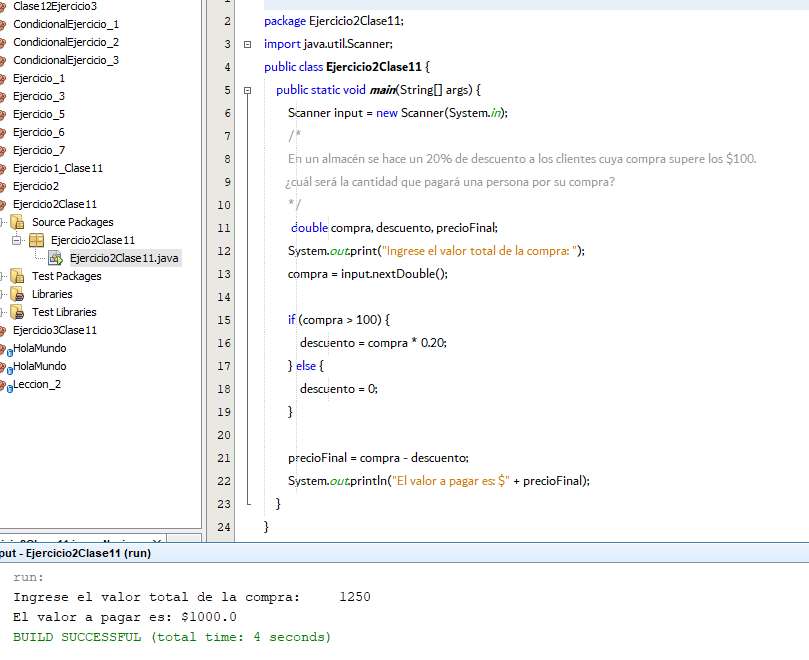 Clase12Ejercicio3
CondicionalEjercicio_1
CondicionalEjercicio_2
CondicionalEjercicio_3
Ejercicio_1
Ejercicio_3
Ejercicio_5
Ejercicio_6
Ejercicio_7
Ejercicio1_Clase11
Ejercicio2
Ejercicio2Clase11
Source Packages
Ejercicio2Clase11
Ejercicio2Clase11.java
Test Packages
Libraries
Test Libraries
Ejercicio3Clase11
HolaMundo
HolaMundo
Leccion_2
2 package Ejercicio2Clase11;
3 import java.util.Scanner;
4 public class Ejercicio2Clase11 {
5 public static void main(String[] args) {
6 Scanner input = new Scanner(System.in);
7 /*
8 En un almacén se hace un 20% de descuento a los clientes cuya compra supere los $100.
9 ¿cuál será la cantidad que pagará una persona por su compra?
10 */
11 double compra, descuento, precioFinal;
12 System.out.print("Ingrese el valor total de la compra: ");
13 compra = input.nextDouble();
14
15 if (compra > 100) {
16 descuento = compra * 0.20;
17 } else {
18 descuento = 0;
19 }
20
21 precioFinal = compra - descuento;
22 System.out.println("El valor a pagar es: $" + precioFinal);
23 }
24 }
put - Ejercicio2Clase11 (run)
run:
Ingrese el valor total de la compra: 1250
El valor a pagar es: $1000.0
BUILD SUCCESSFUL (total time: 4 seconds)